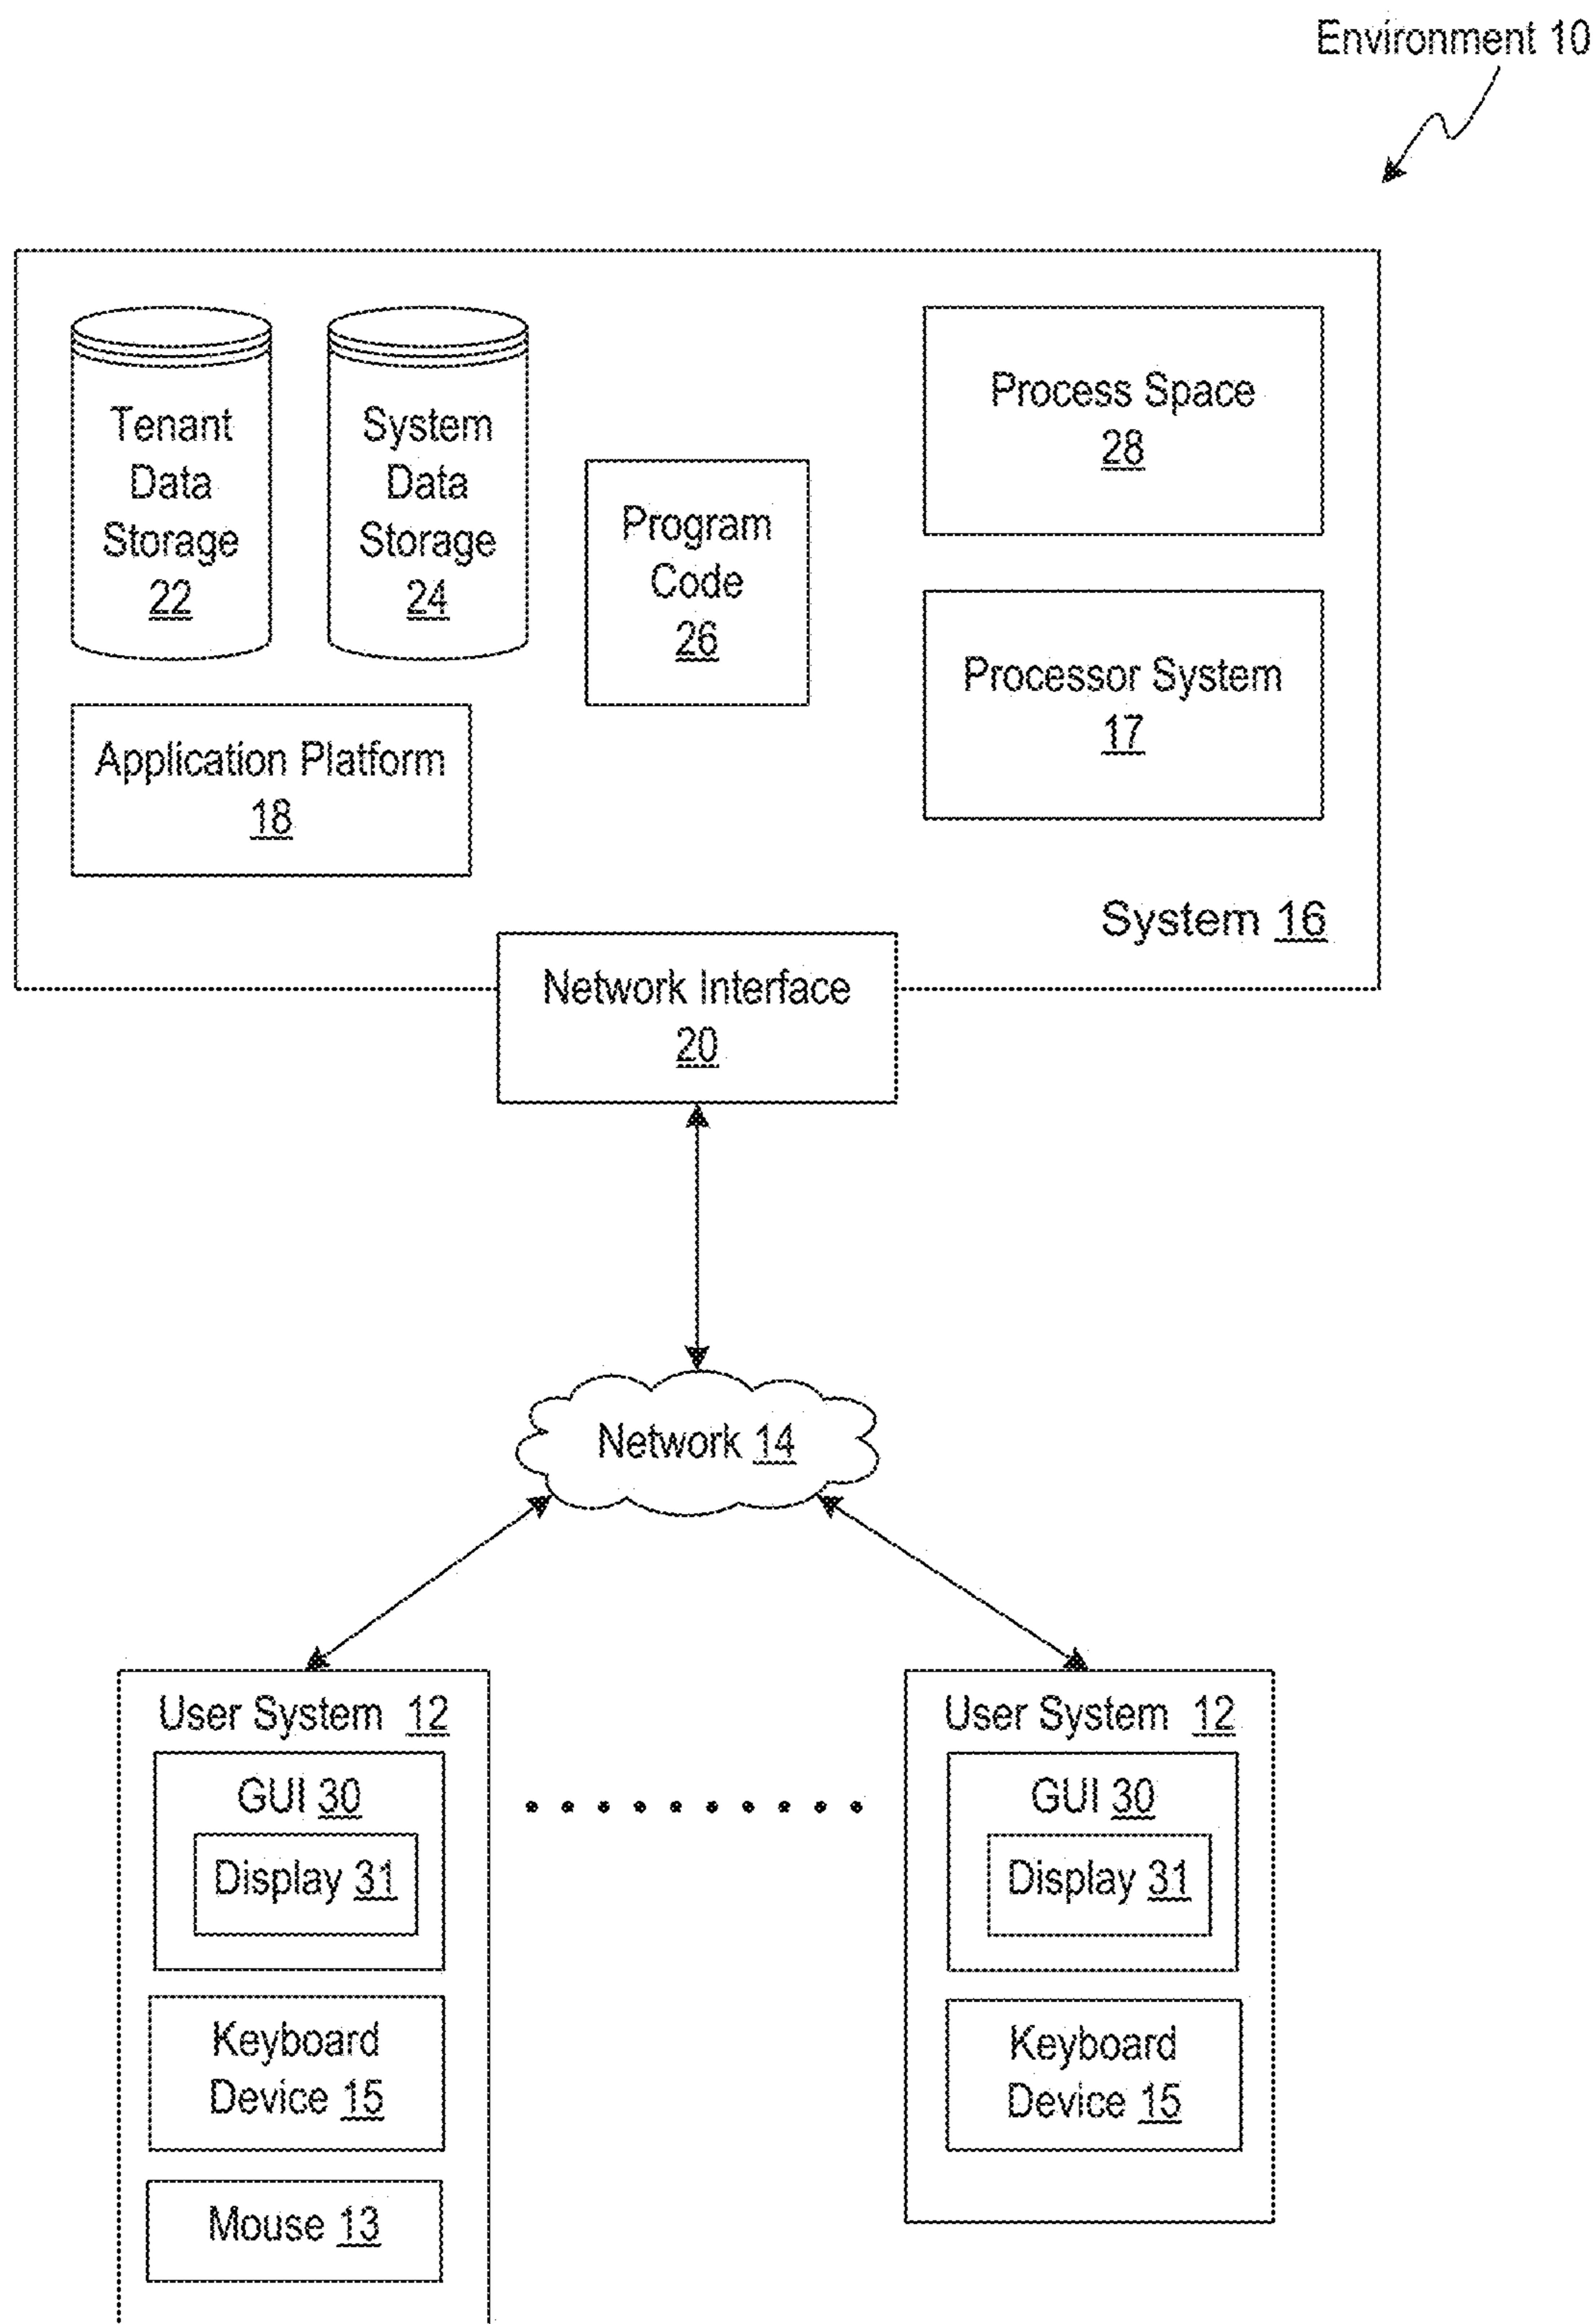 Environment 10
Tenant
Data
Storage
22
System
Data
Storage
24
Program
Code
26
Process Space
28
Processor System
17
Application Platform
18
System 16
Network Interface
20
Network 14
User System 12
GUI 30
Display 31
Keyboard
Device 15
Mouse 13
User System 12
GUI 30
Display 31
Keyboard
Device 15